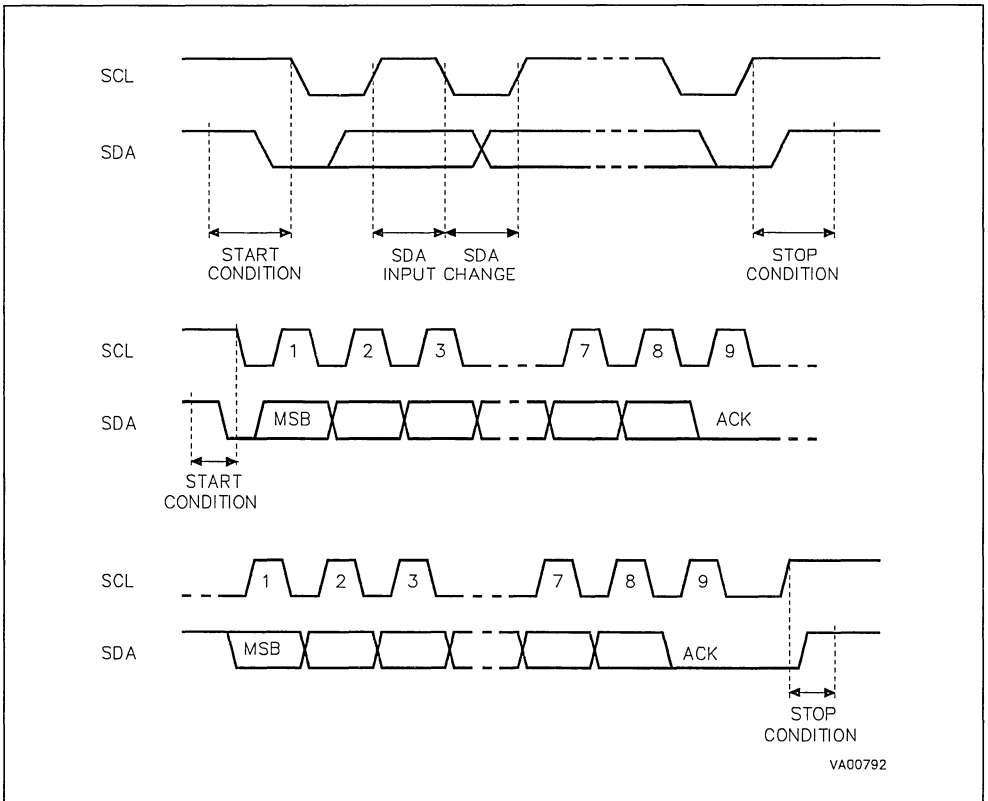 SCL
SDA
START
CONDITION
SDA
INPUT
SDA
CHANGE
STOP
CONDITION
SCL
1 2 3 7 8 9
SDA
MSB
ACK
START
CONDITION
SCL
1 2 3 7 8 9
SDA
MSB
ACK
STOP
CONDITION
VA00792